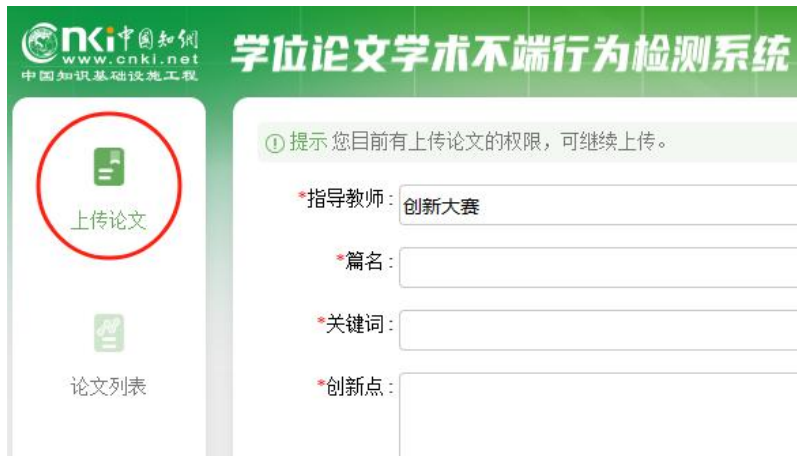 cnki中国知网
www.cnki.net
中国知识基础设施工程
学位论文学术不端行为检测系统
上传论文
论文列表
提示 您目前有上传论文的权限，可继续上传。
*指导教师：创新大赛
*篇名：
*关键词：
*创新点：